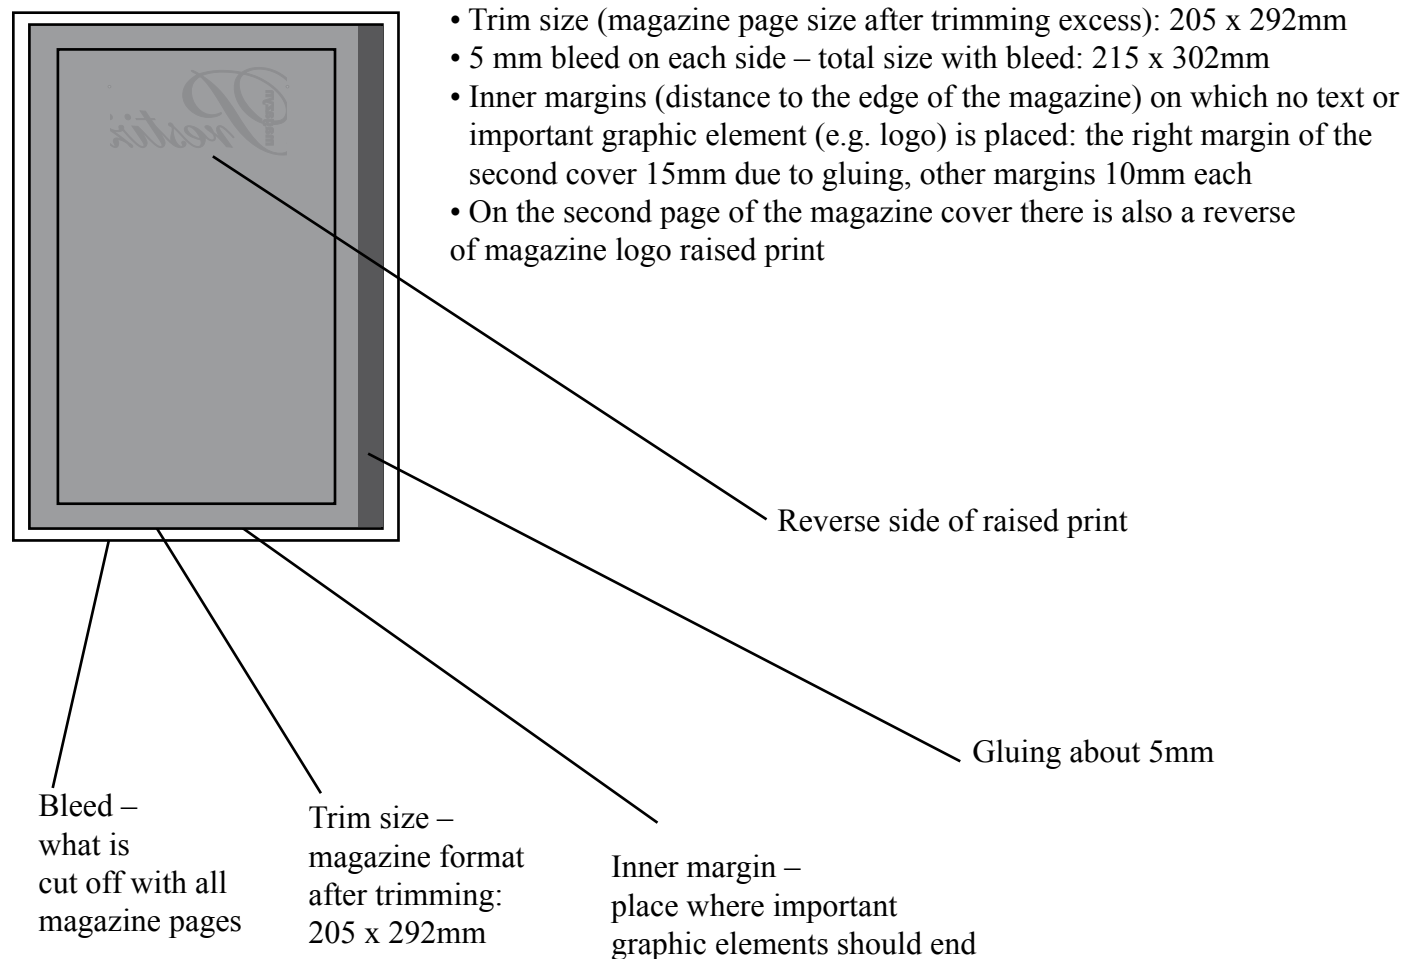 • Trim size (magazine page size after trimming excess): 205 x 292mm
• 5 mm bleed on each side – total size with bleed: 215 x 302mm
• Inner margins (distance to the edge of the magazine) on which no text or
important graphic element (e.g. logo) is placed: the right margin of the
second cover 15mm due to gluing, other margins 10mm each
• On the second page of the magazine cover there is also a reverse
of magazine logo raised print
Prestiž
Reverse side of raised print
Gluing about 5mm
Bleed –
what is
cut off with all
magazine pages
Trim size –
magazine format
after trimming:
205 x 292mm
Inner margin –
place where important
graphic elements should end